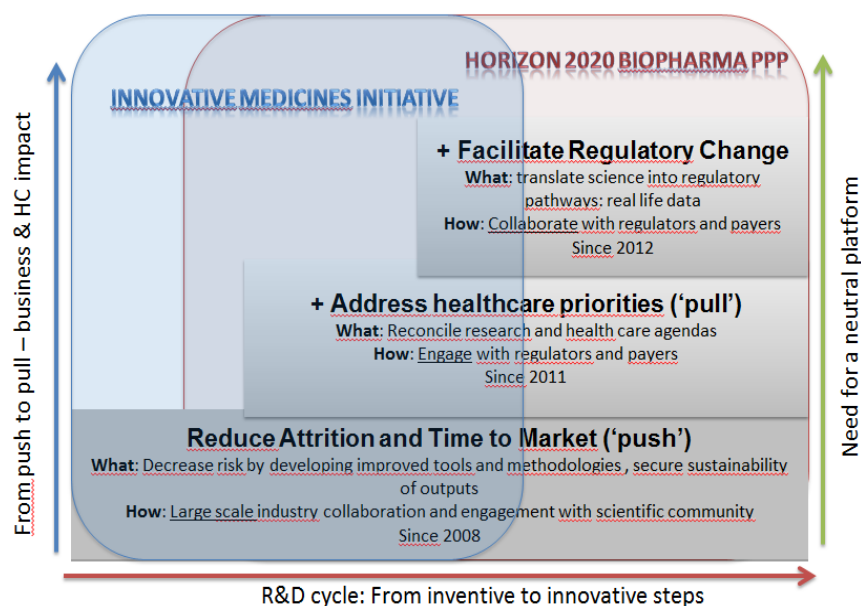 HORIZON 2020 BIOPHARMA PPP
INNOVATIVE MEDICINES INITIATIVE
+ Facilitate Regulatory Change
What: translate science into regulatory
pathways: real life data
How: Collaborate with regulators and payers
Since 2012
+ Address healthcare priorities (‘pull’)
What: Reconcile research and health care agendas
How: Engage with regulators and payers
Since 2011
Reduce Attrition and Time to Market (‘push’)
What: Decrease risk by developing improved tools and methodologies , secure sustainability
of outputs
How: Large scale industry collaboration and engagement with scientific community
Since 2008
From push to pull – business & HC impact
Need for a neutral platform
R&D cycle: From inventive to innovative steps